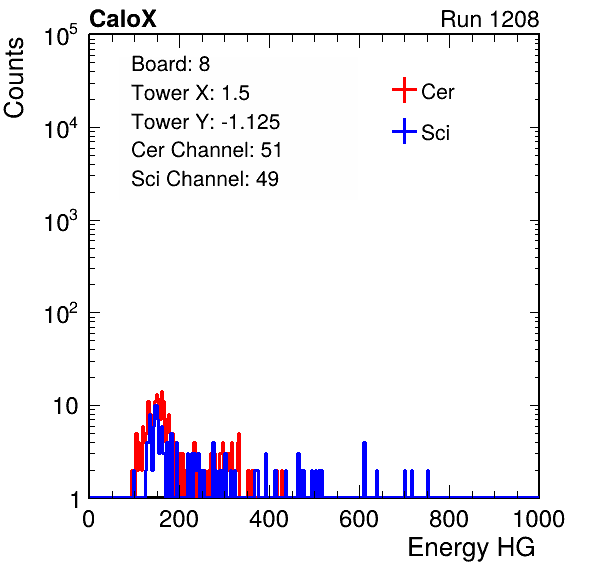 CaloX Run 1208
Counts
Board: 8
Tower X: 1.5
Tower Y: -1.125
Cer Channel: 51
Sci Channel: 49
Cer
Sci
10^5
10^4
10^3
10^2
10
1
0 200 400 600 800 1000
Energy HG